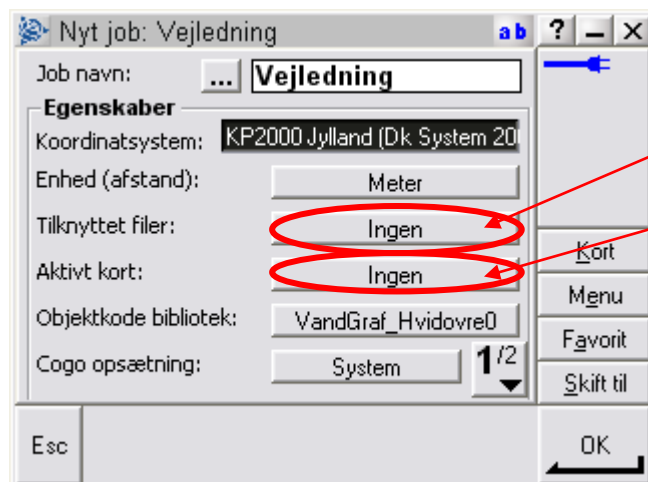 Nyt job: Vejledning ab ? – X
Job navn: ... Vejledning
Egenskaber
Koordinatsystem: KP2000 Jylland (Dk System 20
Enhed (afstand): Meter
Tilknyttet filer: Ingen
Aktivt kort: Ingen
Objektkode bibliotek: VandGraf_Hvidovre0
Cogo opsætning: System 1/2
Kort
Menu
Favorit
Skift til
Esc OK